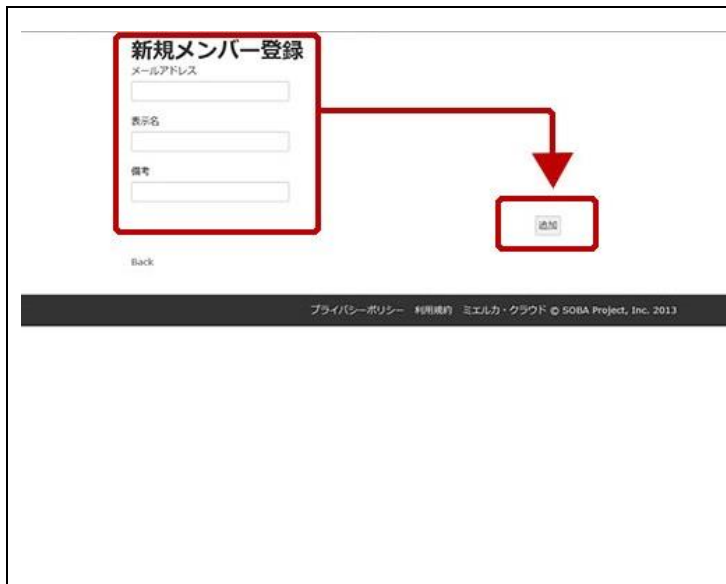 新規メンバー登録
メールアドレス
表示名
備考
追加
Back
プライバシーポリシー 利用規約 ミエルカ・クラウド © SOBA Project, Inc. 2013